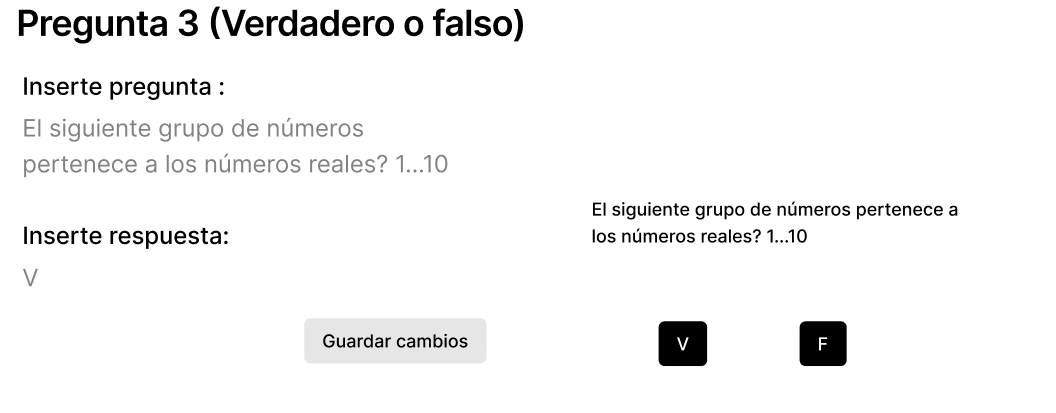 Pregunta 3 (Verdadero o falso)
Inserte pregunta :
El siguiente grupo de números
pertenece a los números reales? 1...10
Inserte respuesta:
V
Guardar cambios
El siguiente grupo de números pertenece a
los números reales? 1...10
V
F